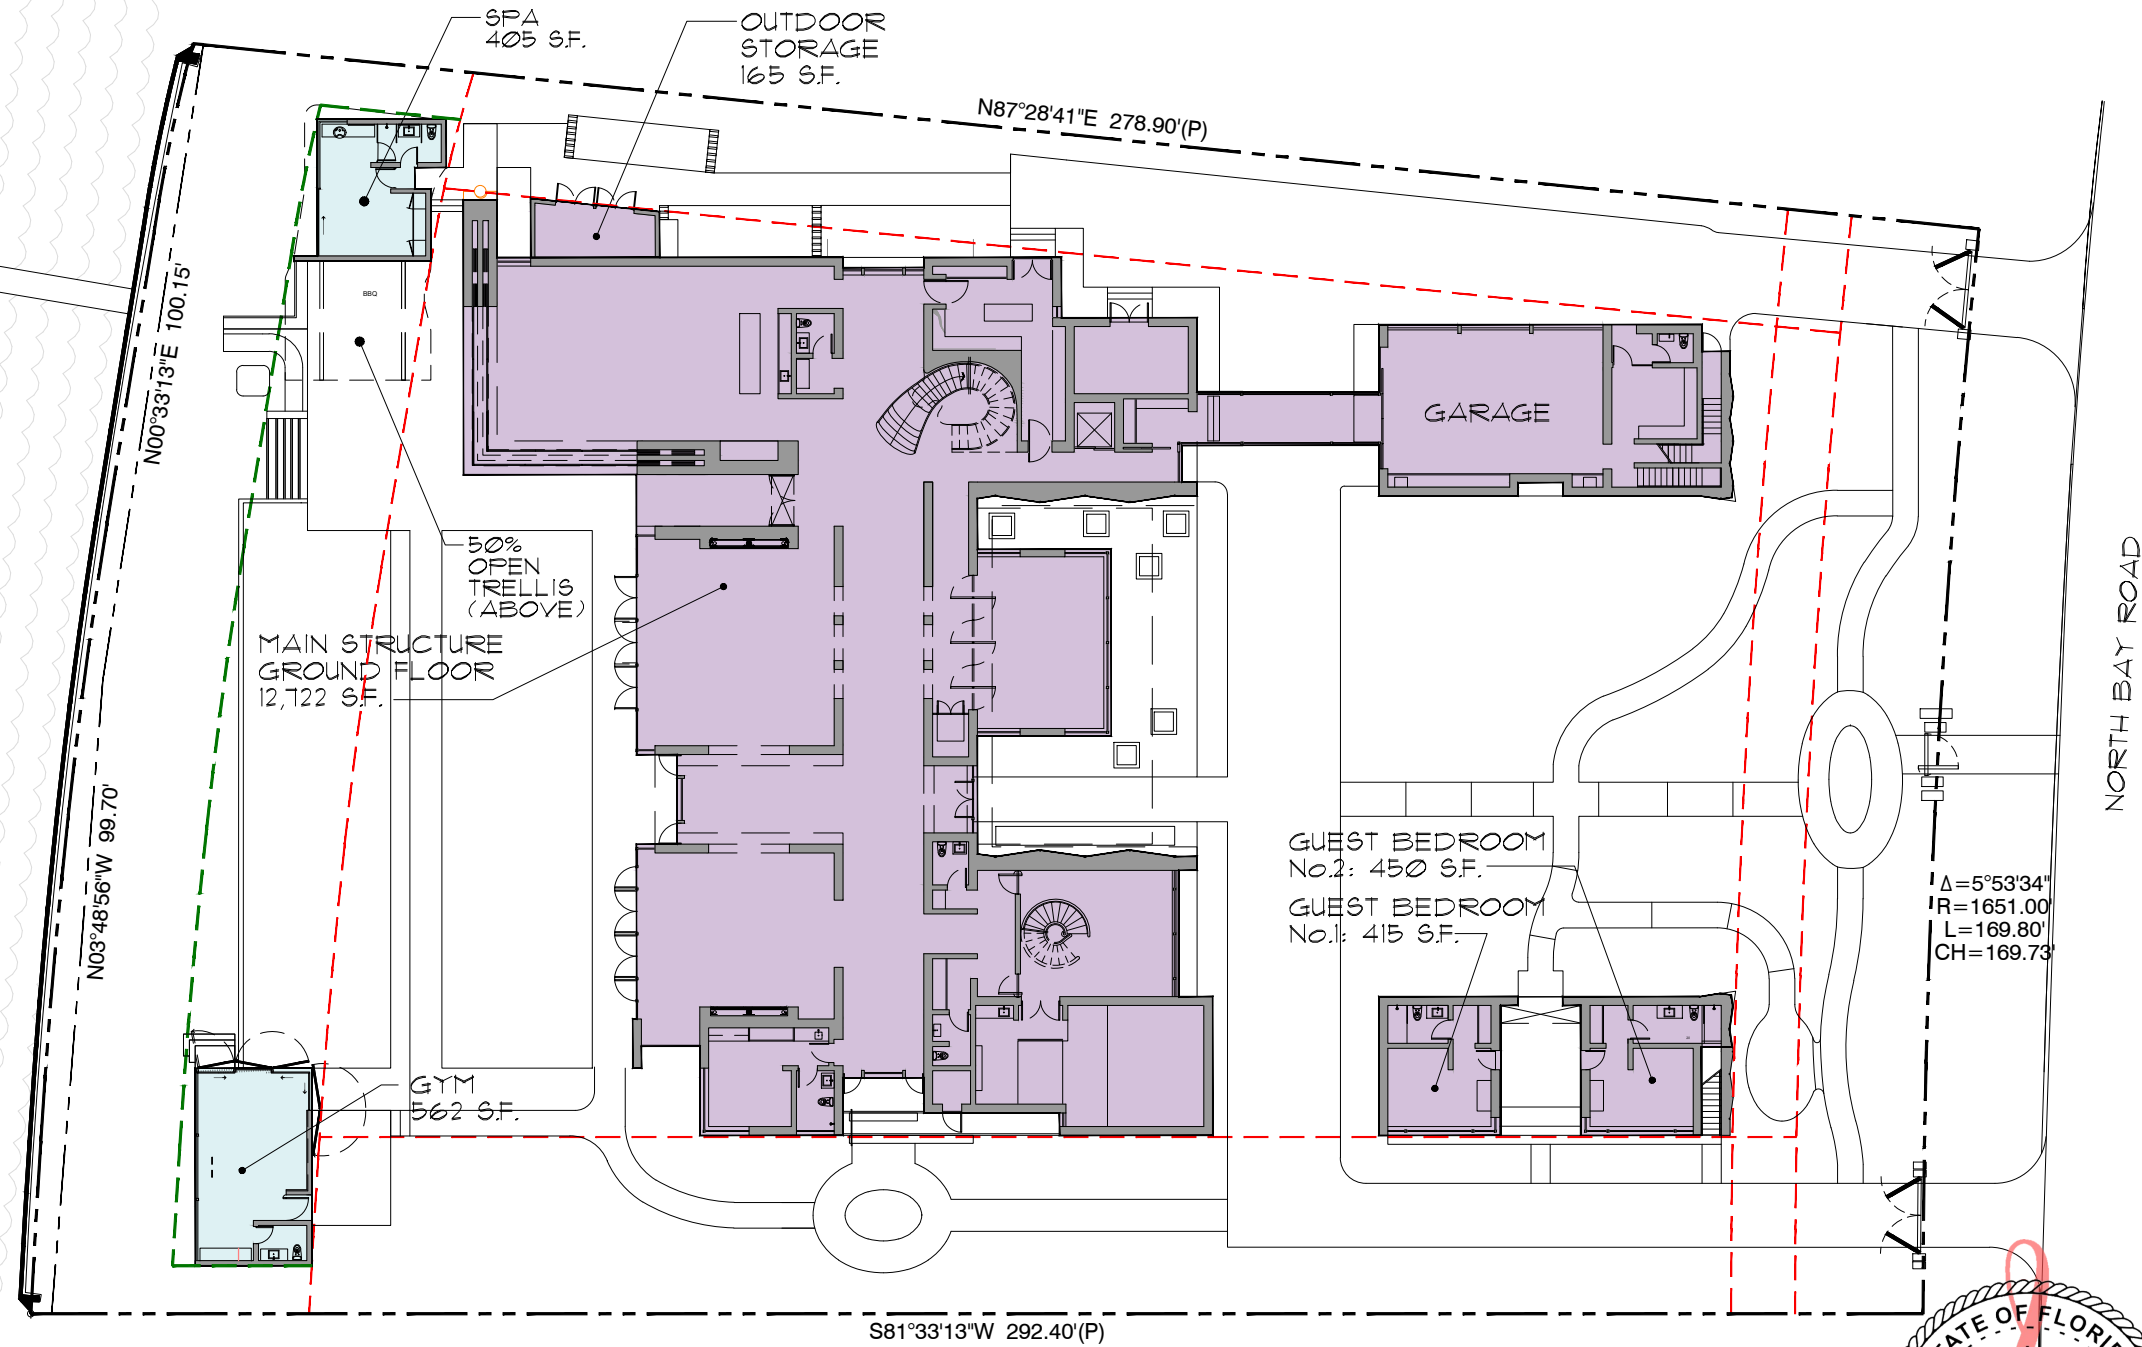 SPA
405 S.F.
OUTDOOR
STORAGE
165 S.F.
N87°28'41"E 278.90'(P)
N00°33'13"E 100.15'
BBQ
GARAGE
50%
OPEN
TRELLIS
(ABOVE)
MAIN STRUCTURE
GROUND FLOOR
12,722 S.F.
NORTH BAY ROAD
N03°48'56"W 99.70'
GUEST BEDROOM
No.2: 450 S.F.
GUEST BEDROOM
No.1: 415 S.F.
Δ=5°53'34"
R=1651.00'
L=169.80'
CH=169.73'
GYM
562 S.F.
S81°33'13"W 292.40'(P)
OF FLORI